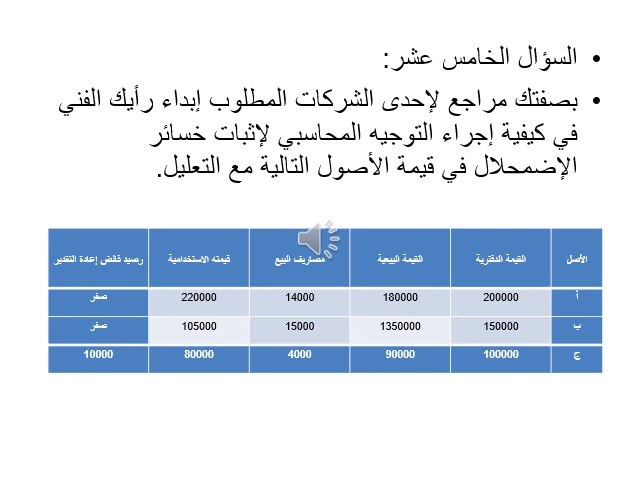 • السؤال الخامس عشر:
• بصفتك مراجع لإحدى الشركات المطلوب إبداء رأيك الفني
في كيفية إجراء التوجيه المحاسبي لإثبات خسائر
الإضمحلال في قيمة الأصول التالية مع التعليل.
الأصل القيمة الدفترية القيمة البيعية مصاريف البيع قيمته الاستخدامية رصيد فائض إعادة التقدير
أ 200000 180000 14000 220000 صفر
ب 150000 1350000 15000 105000 صفر
ج 100000 90000 4000 80000 10000